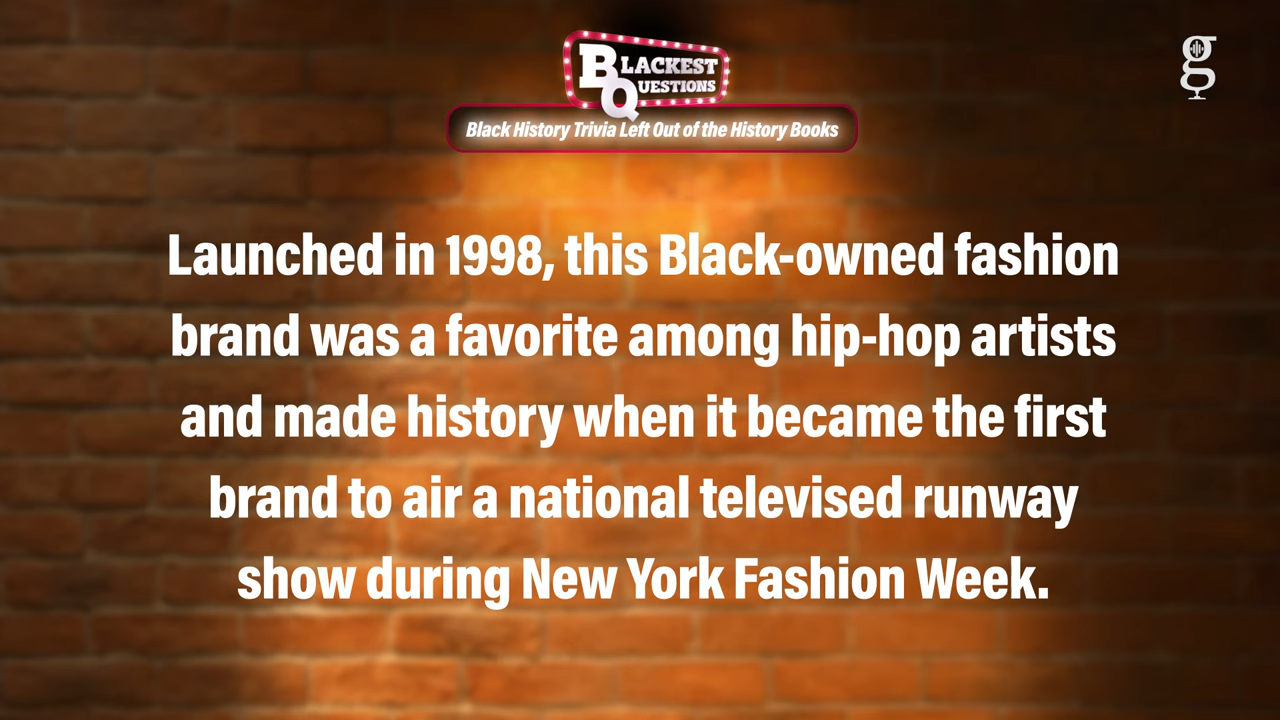 BLACKEST
QUESTIONS
Black History Trivia Left Out of the History Books
g
Launched in 1998, this Black-owned fashion
brand was a favorite among hip-hop artists
and made history when it became the first
brand to air a national televised runway
show during New York Fashion Week.